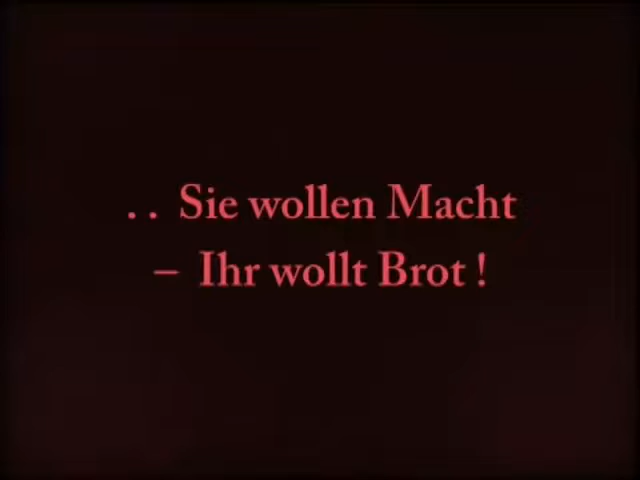 . . Sie wollen Macht
– Ihr wollt Brot !